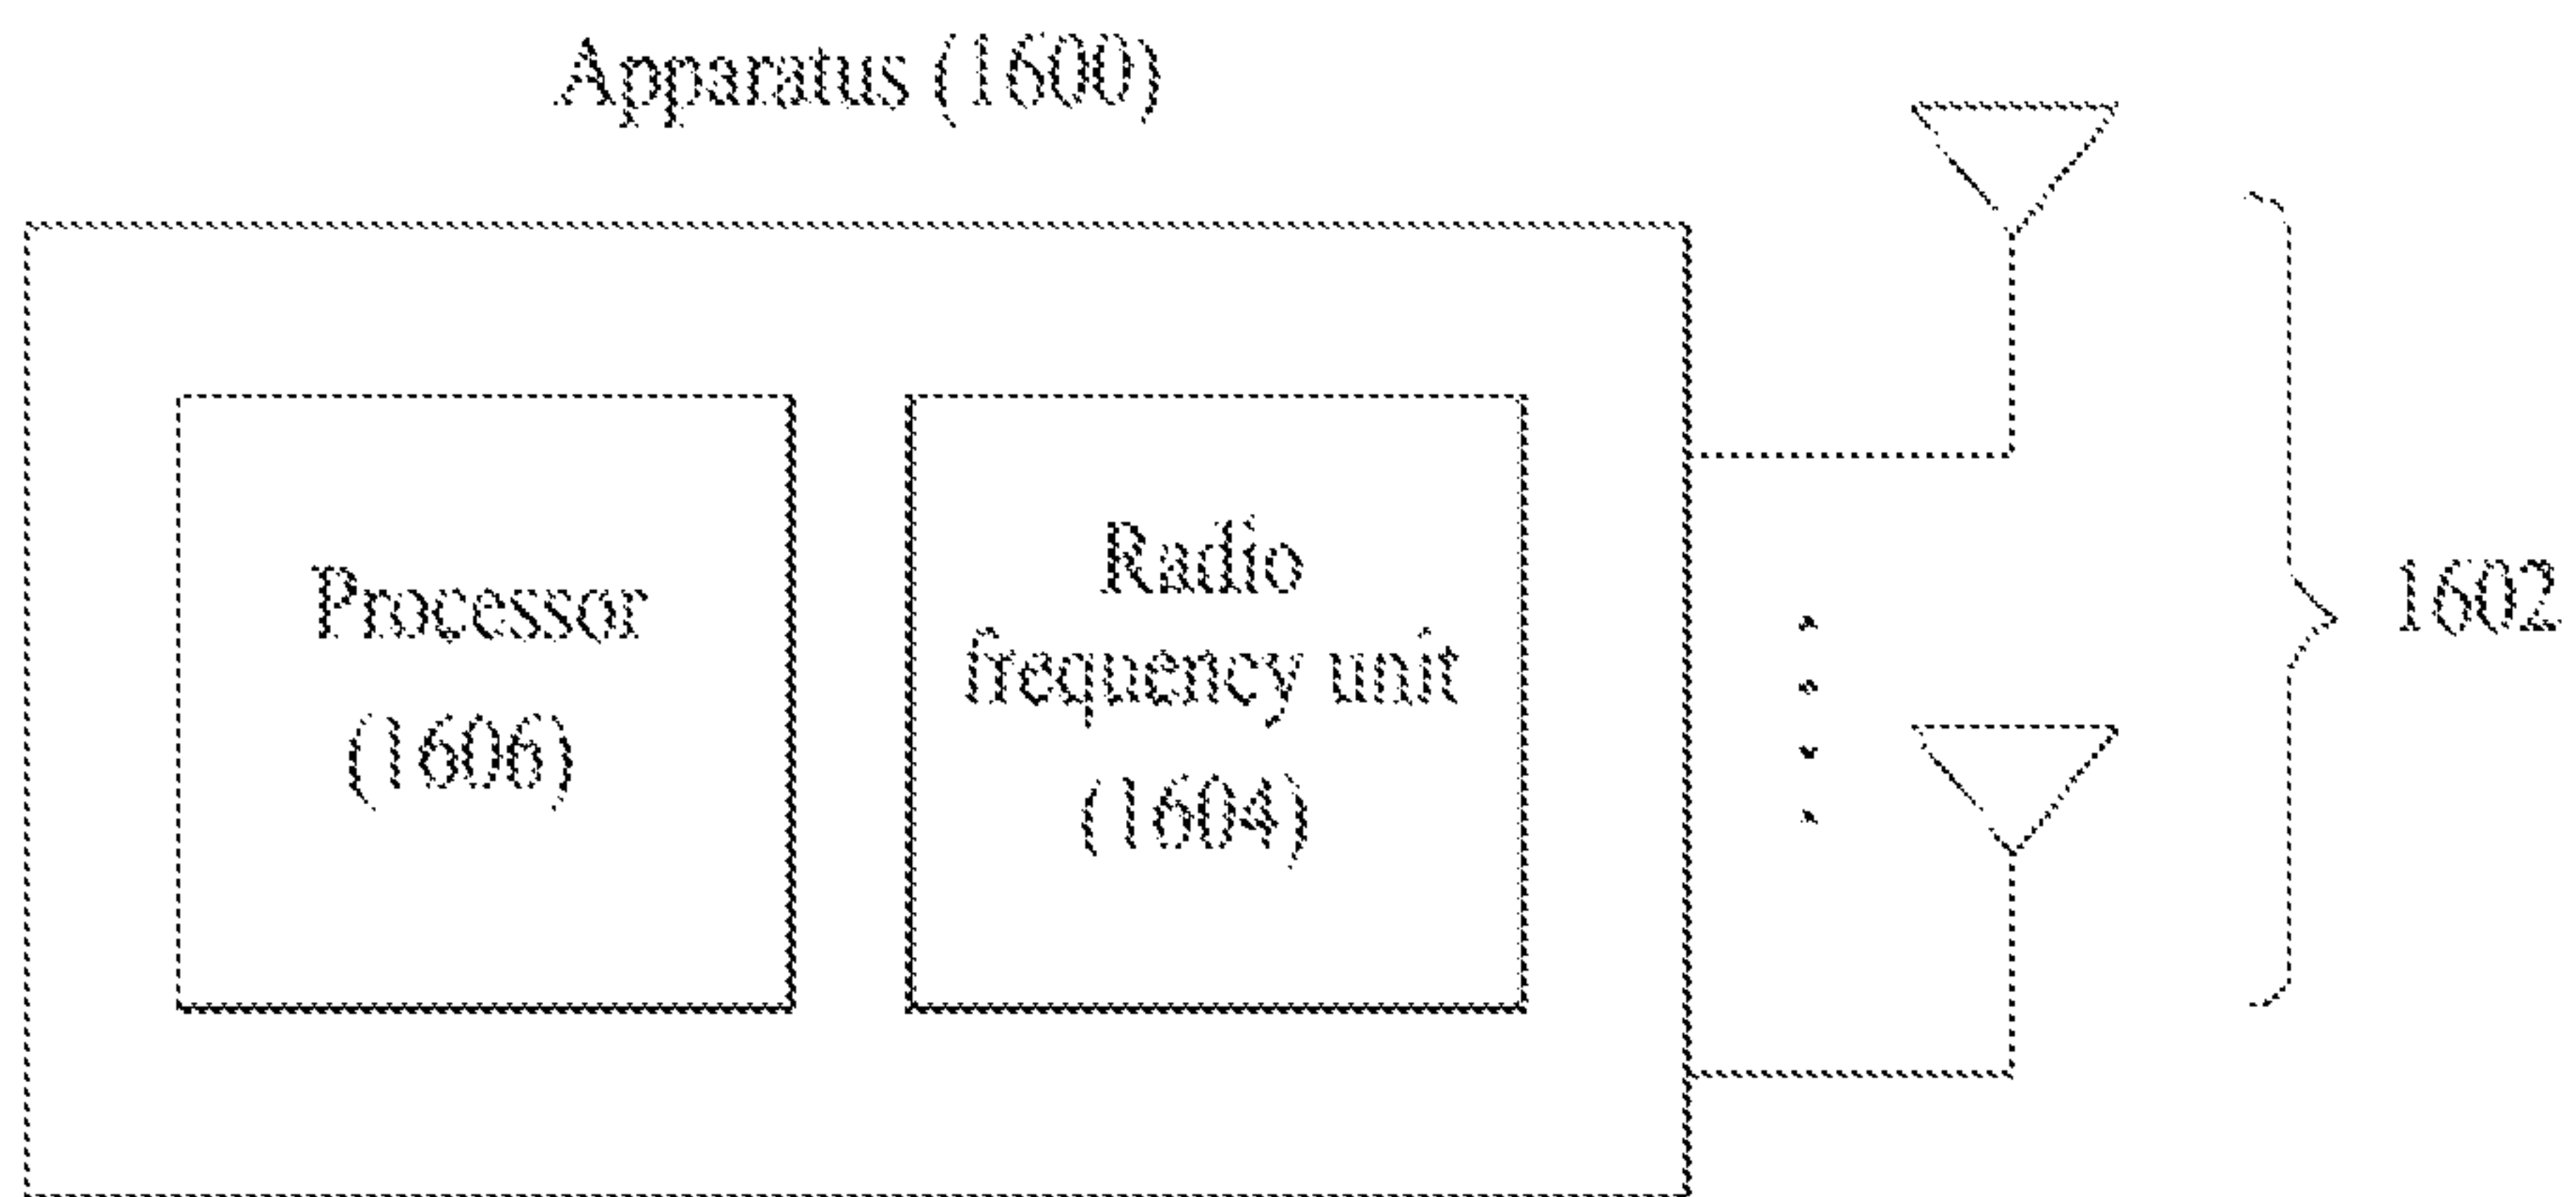 Apparatus (1600)
Processor
(1606)
Radio
frequency unit
(1604)
1602